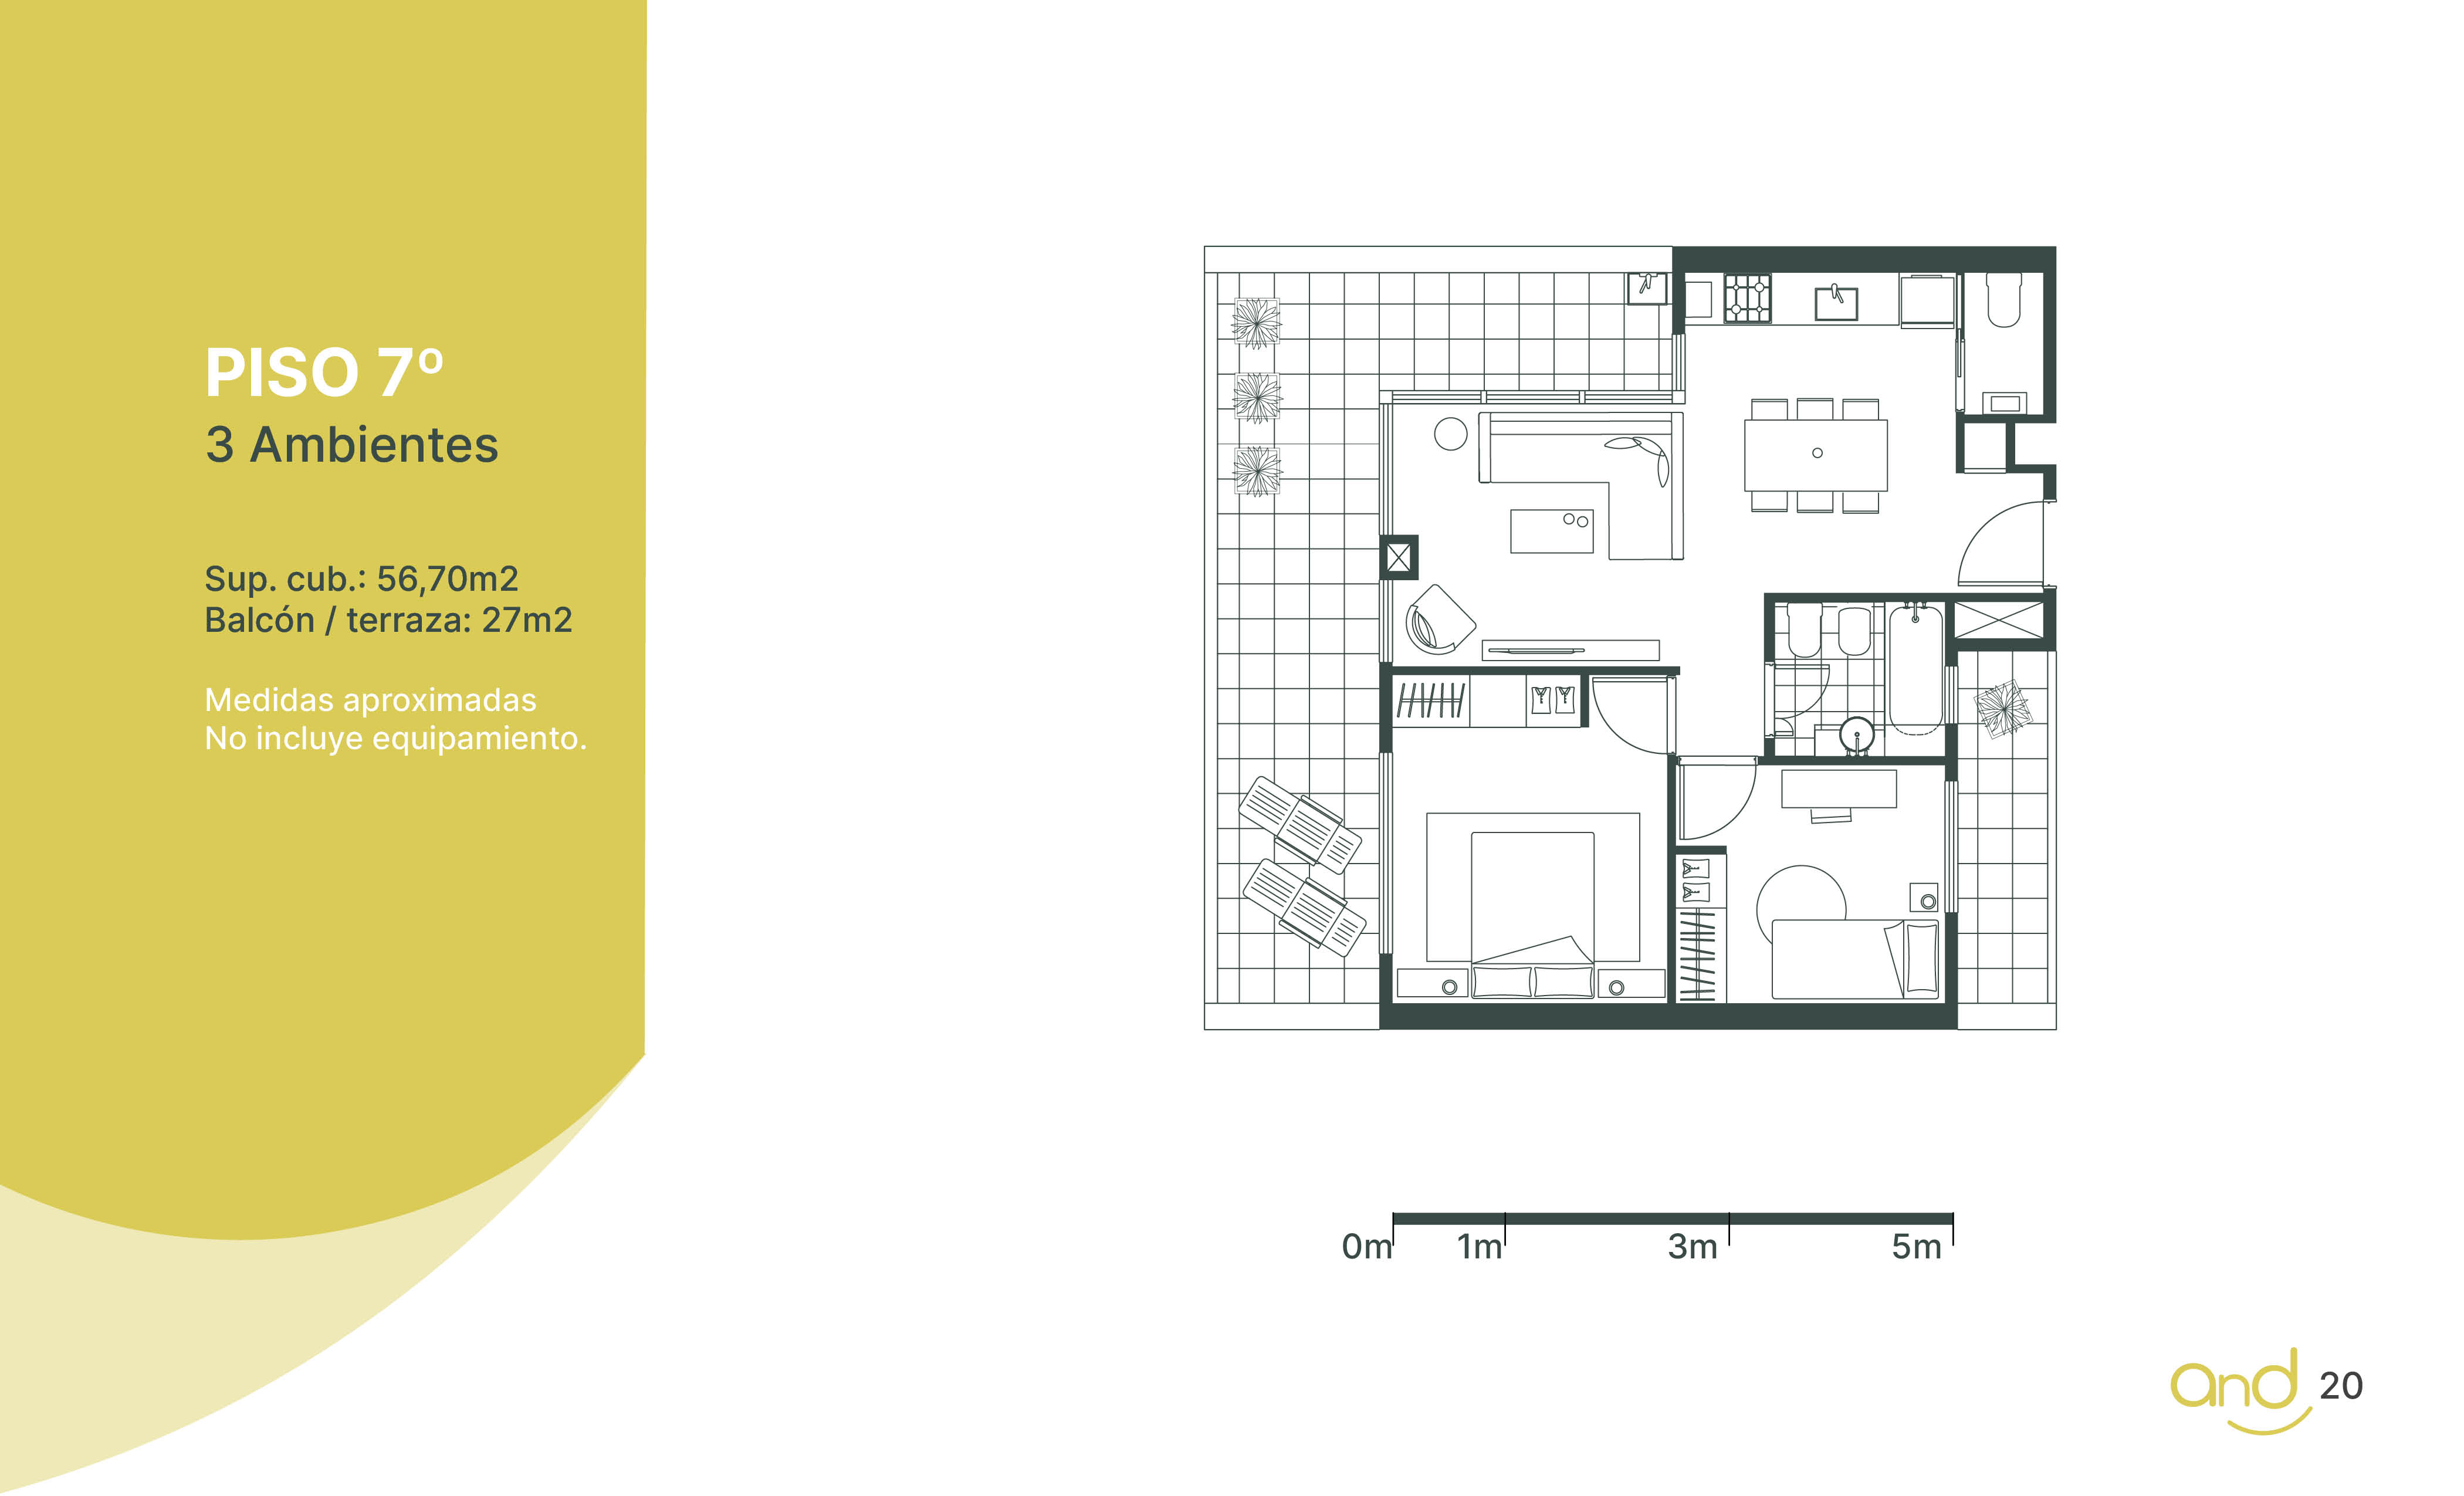 PISO 7º
3 Ambientes
Sup. cub.: 56,70m2
Balcón / terraza: 27m2
Medidas aproximadas
No incluye equipamiento.
0m 1m 3m 5m
and 20